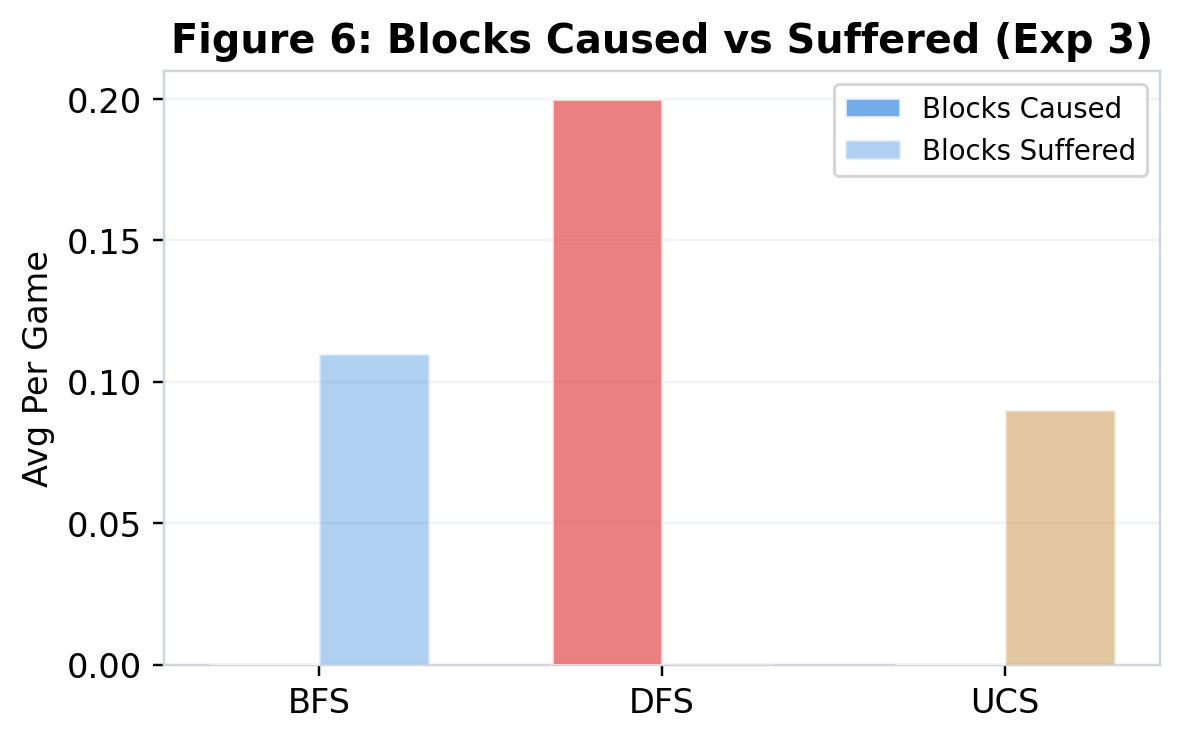 Figure 6: Blocks Caused vs Suffered (Exp 3)
Blocks Caused
Blocks Suffered
Avg Per Game
0.20
0.15
0.10
0.05
0.00
BFS
DFS
UCS